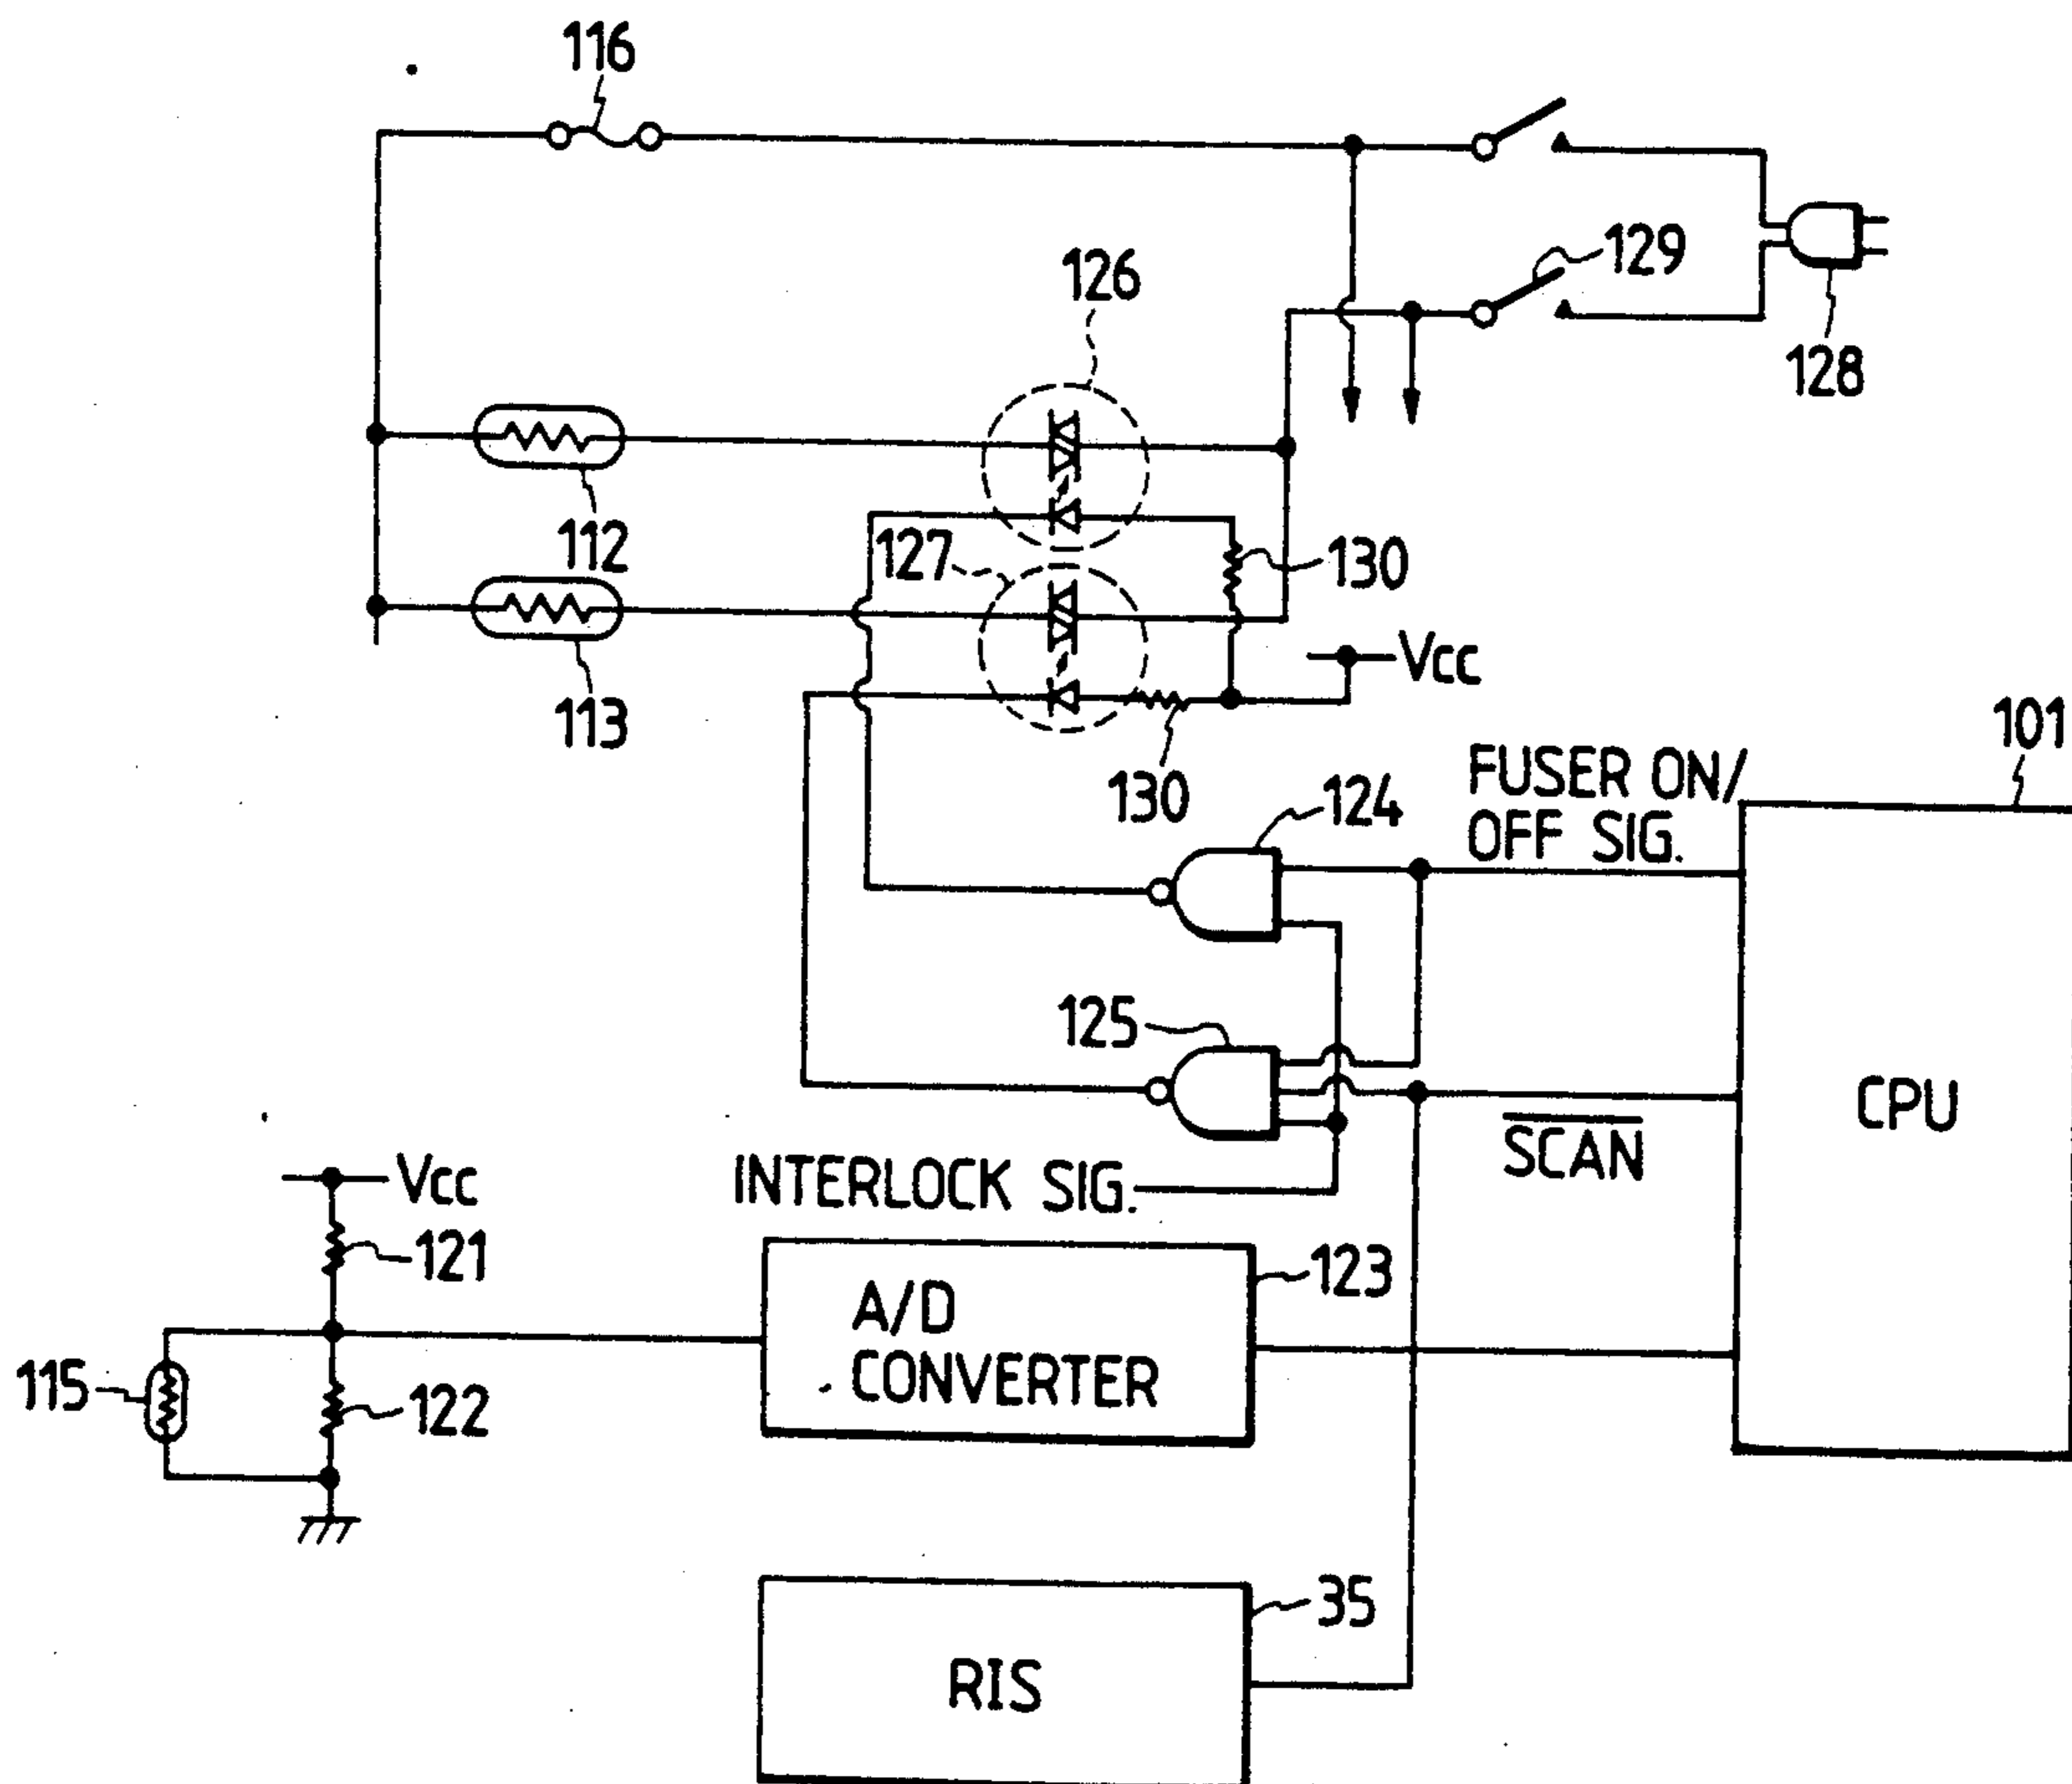 116
129
126
128
112
127
130
Vcc
113
101
130
124
FUSER ON/
OFF SIG.
125
CPU
SCAN
Vcc
INTERLOCK SIG.
121
123
A/D
CONVERTER
115
122
35
RIS